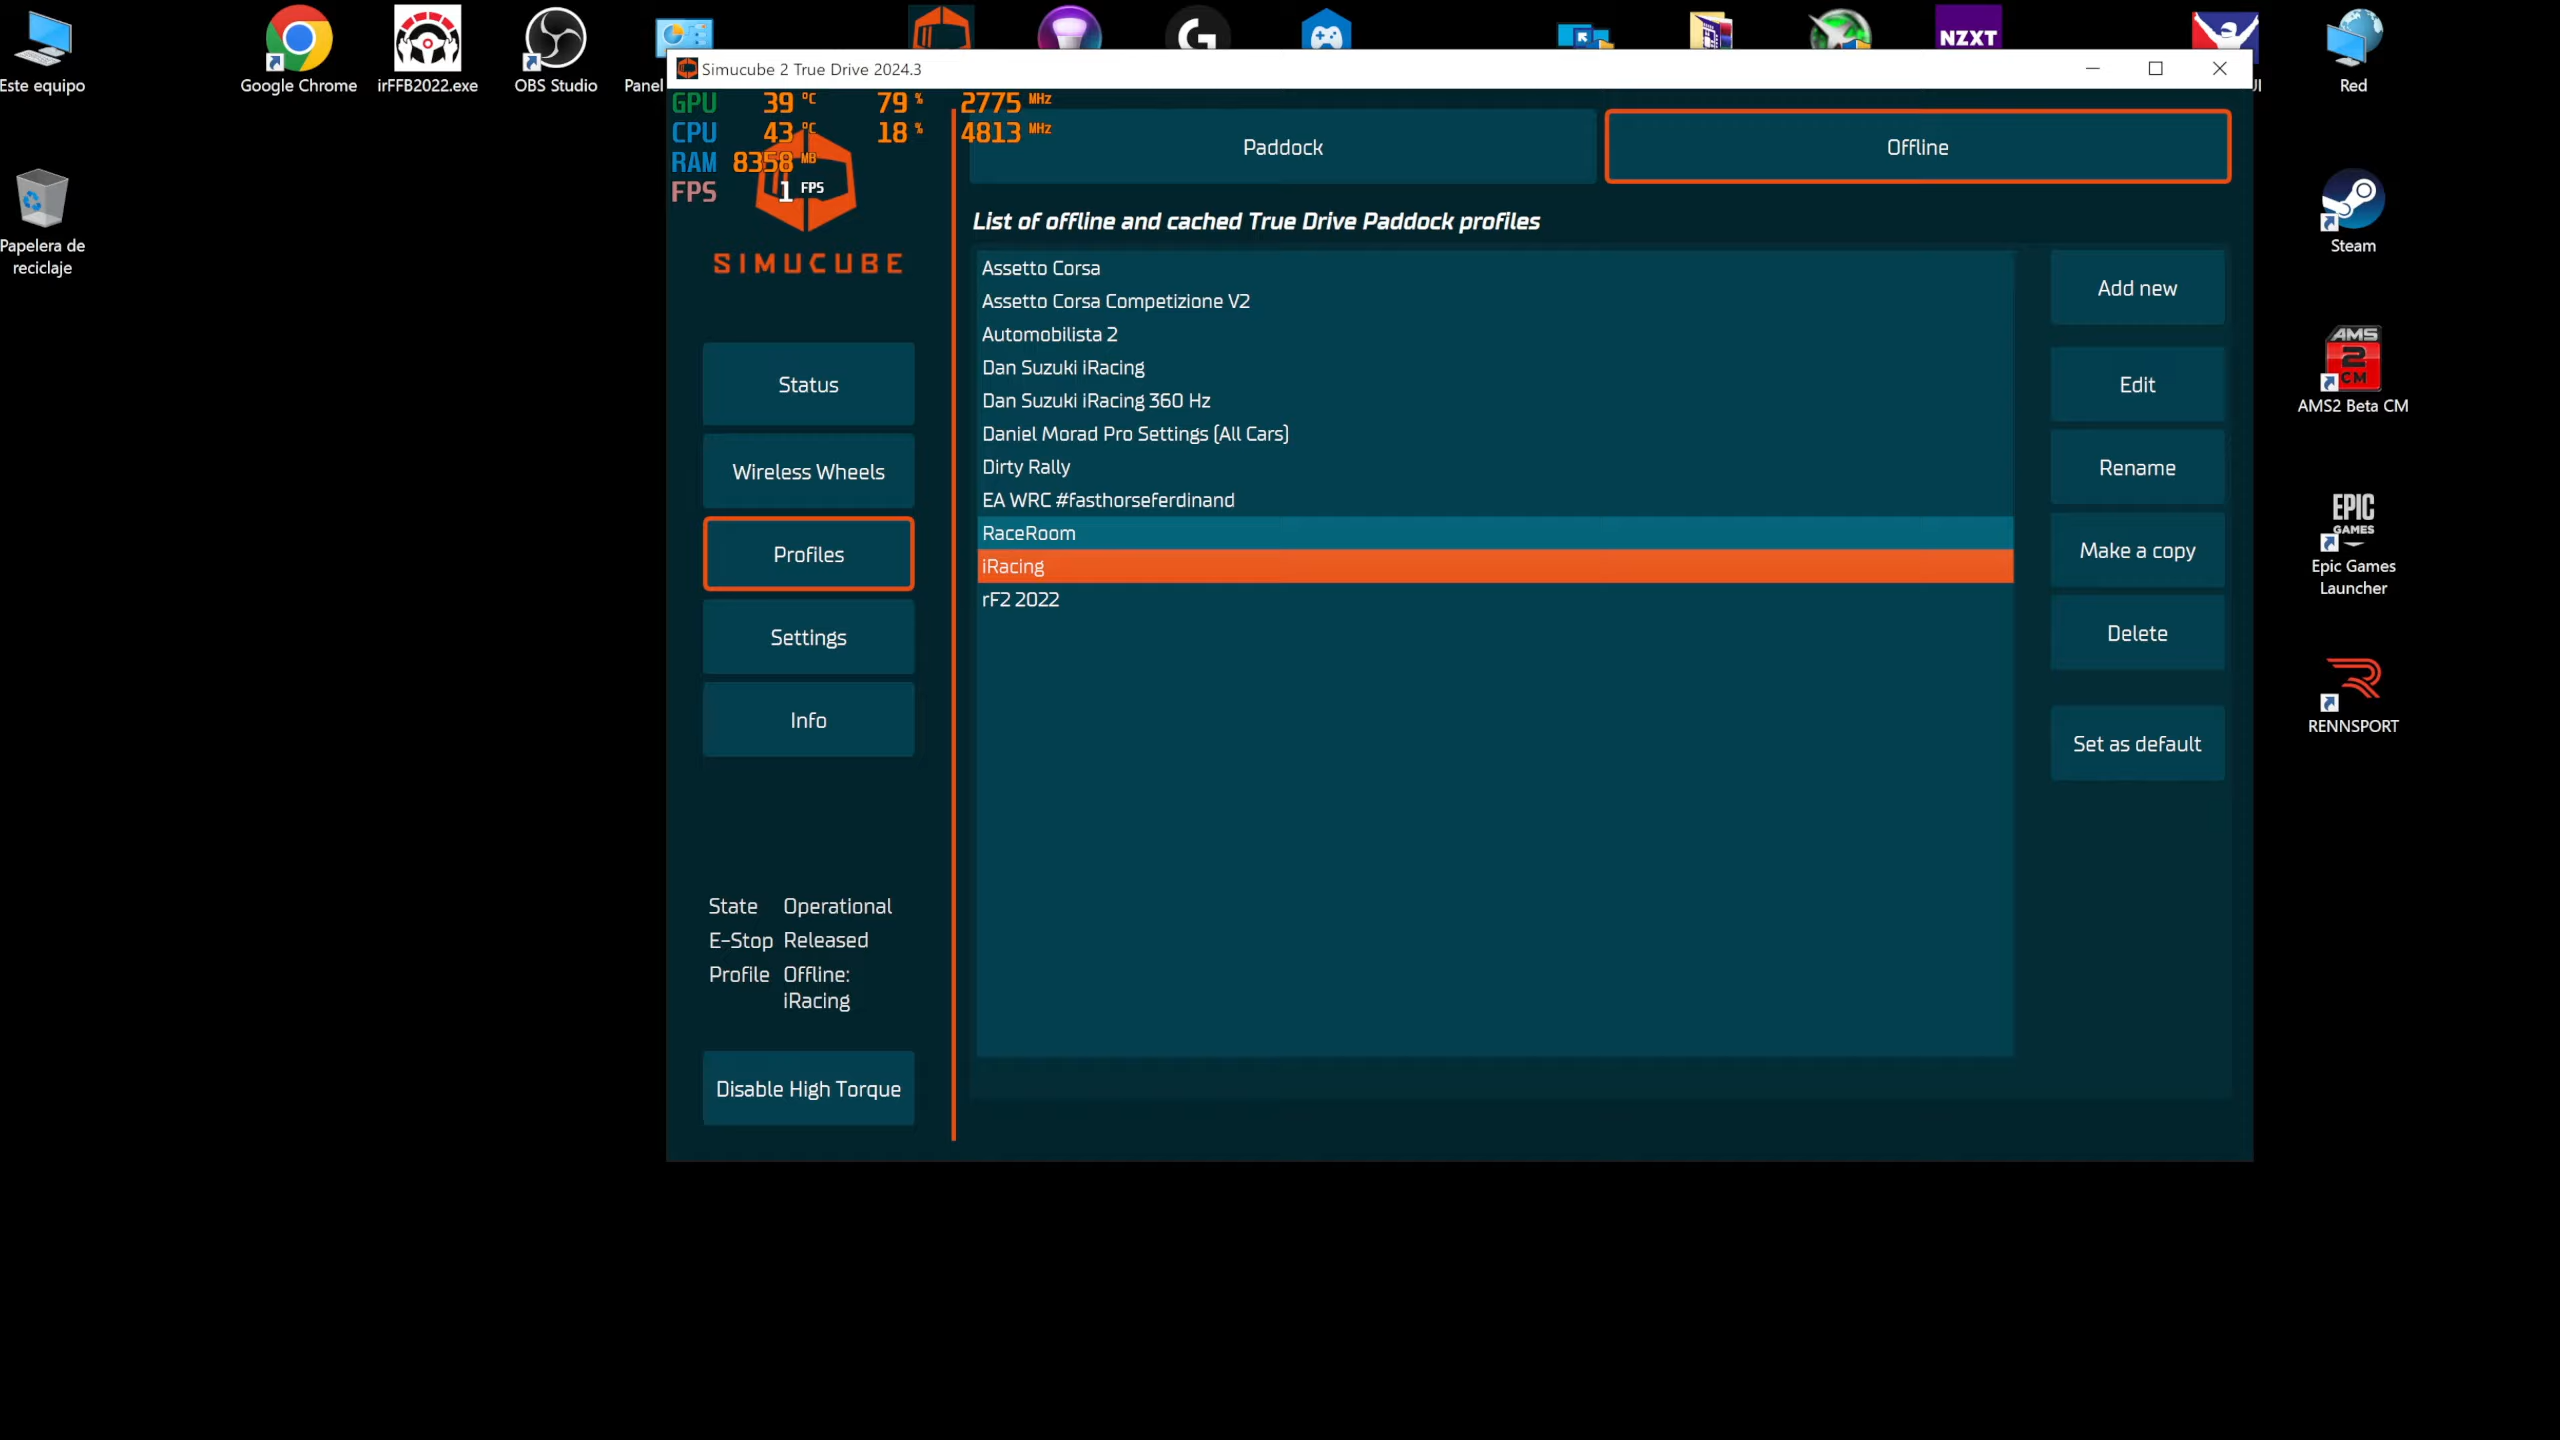 Este equipo
Google Chrome
irFFB2022.exe
OBS Studio
Panel
G
NZXT
Red
Papelera de
reciclaje
Simucube 2 True Drive 2024.3
GPU 39 °C 79 % 2775 MHz
CPU 43 °C 18 % 4813 MHz
RAM 8358 MB
FPS 1 FPS
SIMUCUBE
Paddock
Offline
List of offline and cached True Drive Paddock profiles
Assetto Corsa
Assetto Corsa Competizione V2
Automobilista 2
Dan Suzuki iRacing
Dan Suzuki iRacing 360 Hz
Daniel Morad Pro Settings (All Cars)
Dirty Rally
EA WRC #fasthorseferdinand
RaceRoom
iRacing
rF2 2022
Add new
Edit
Rename
Make a copy
Delete
Set as default
Status
Wireless Wheels
Profiles
Settings
Info
State Operational
E-Stop Released
Profile Offline:
iRacing
Disable High Torque
Steam
AMS
2
CM
AMS2 Beta CM
EPIC
GAMES
Epic Games
Launcher
RENNSPORT